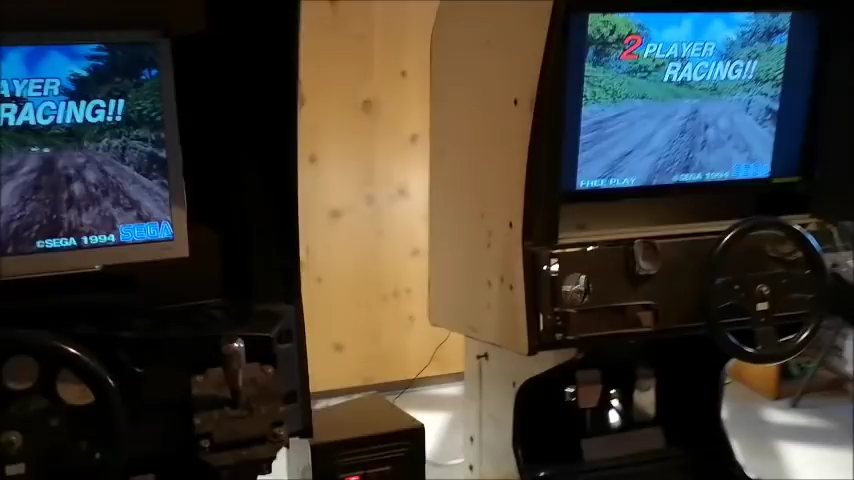 AYER
RACING!!
©SEGA 1994 SEGA
2 PLAYER
RACING!!
FREE PLAY ©SEGA 1994 SEGA